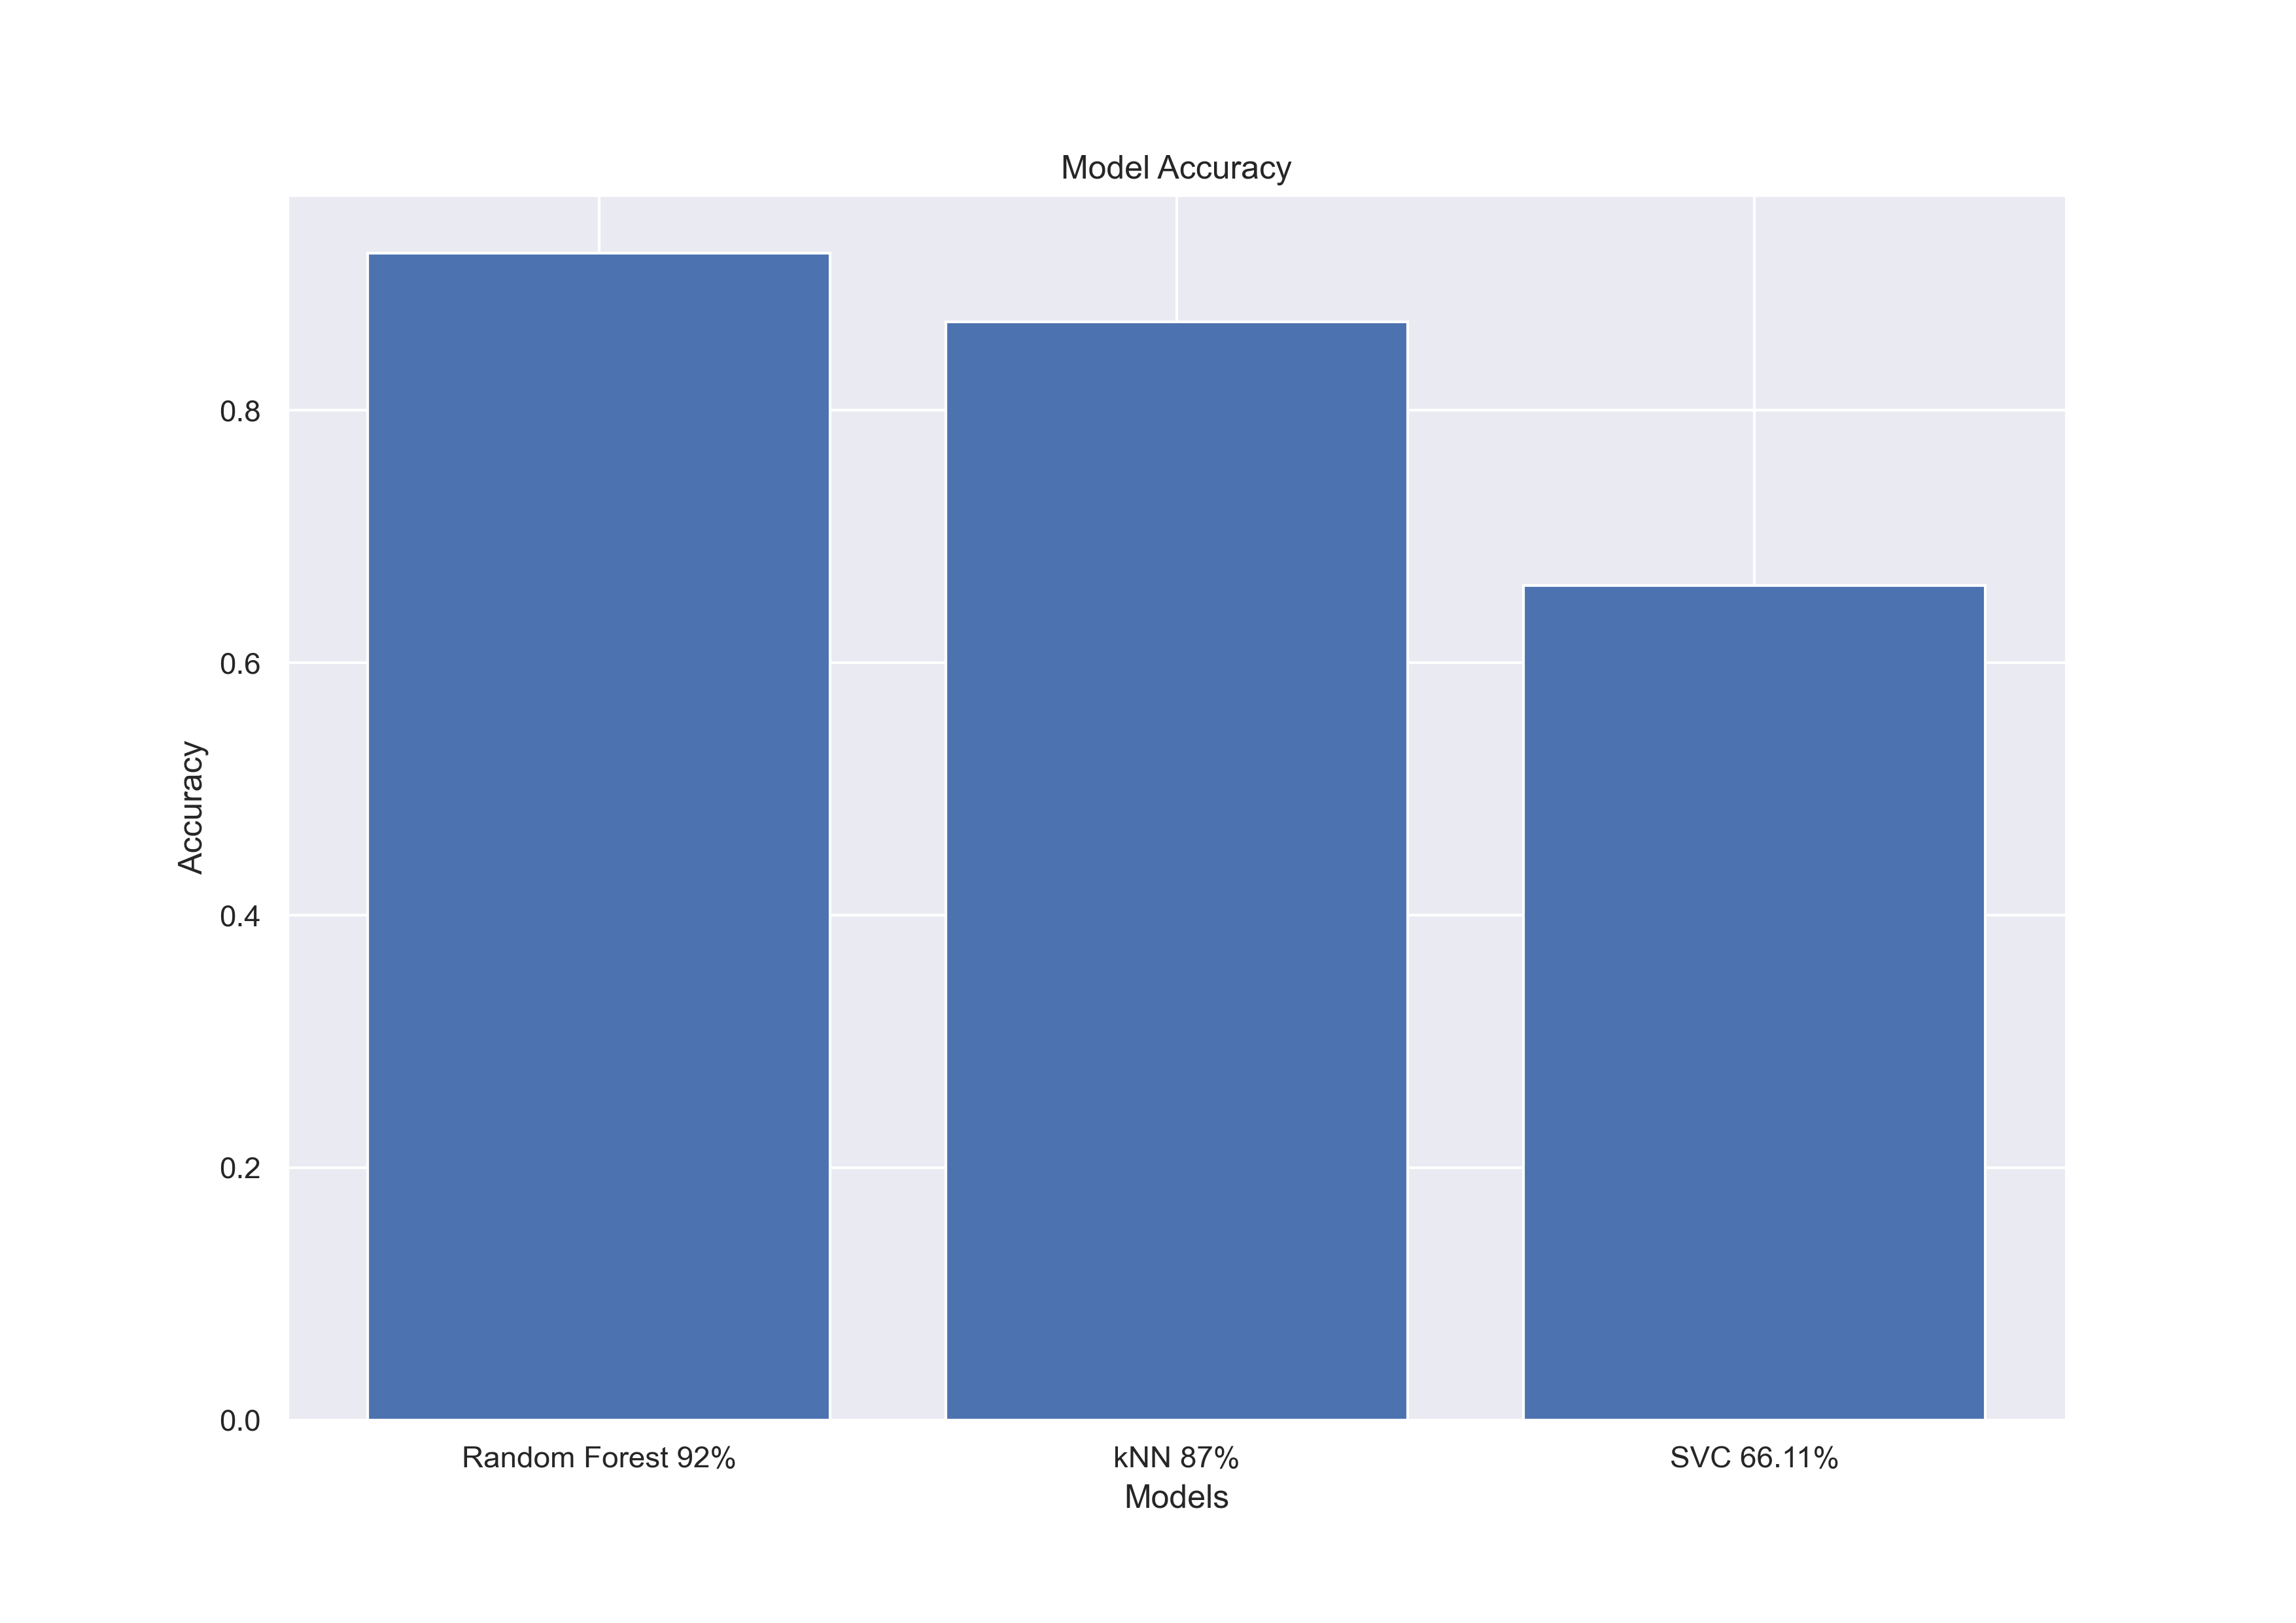 Model Accuracy
0.8
0.6
0.4
0.2
0.0
Accuracy
Random Forest 92%
kNN 87%
SVC 66.11%
Models